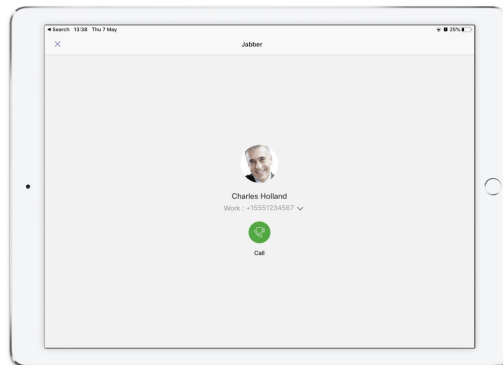 Search 13:38 Thu 7 May
25%
Jabber
Charles Holland
Work : +15551234567
Call